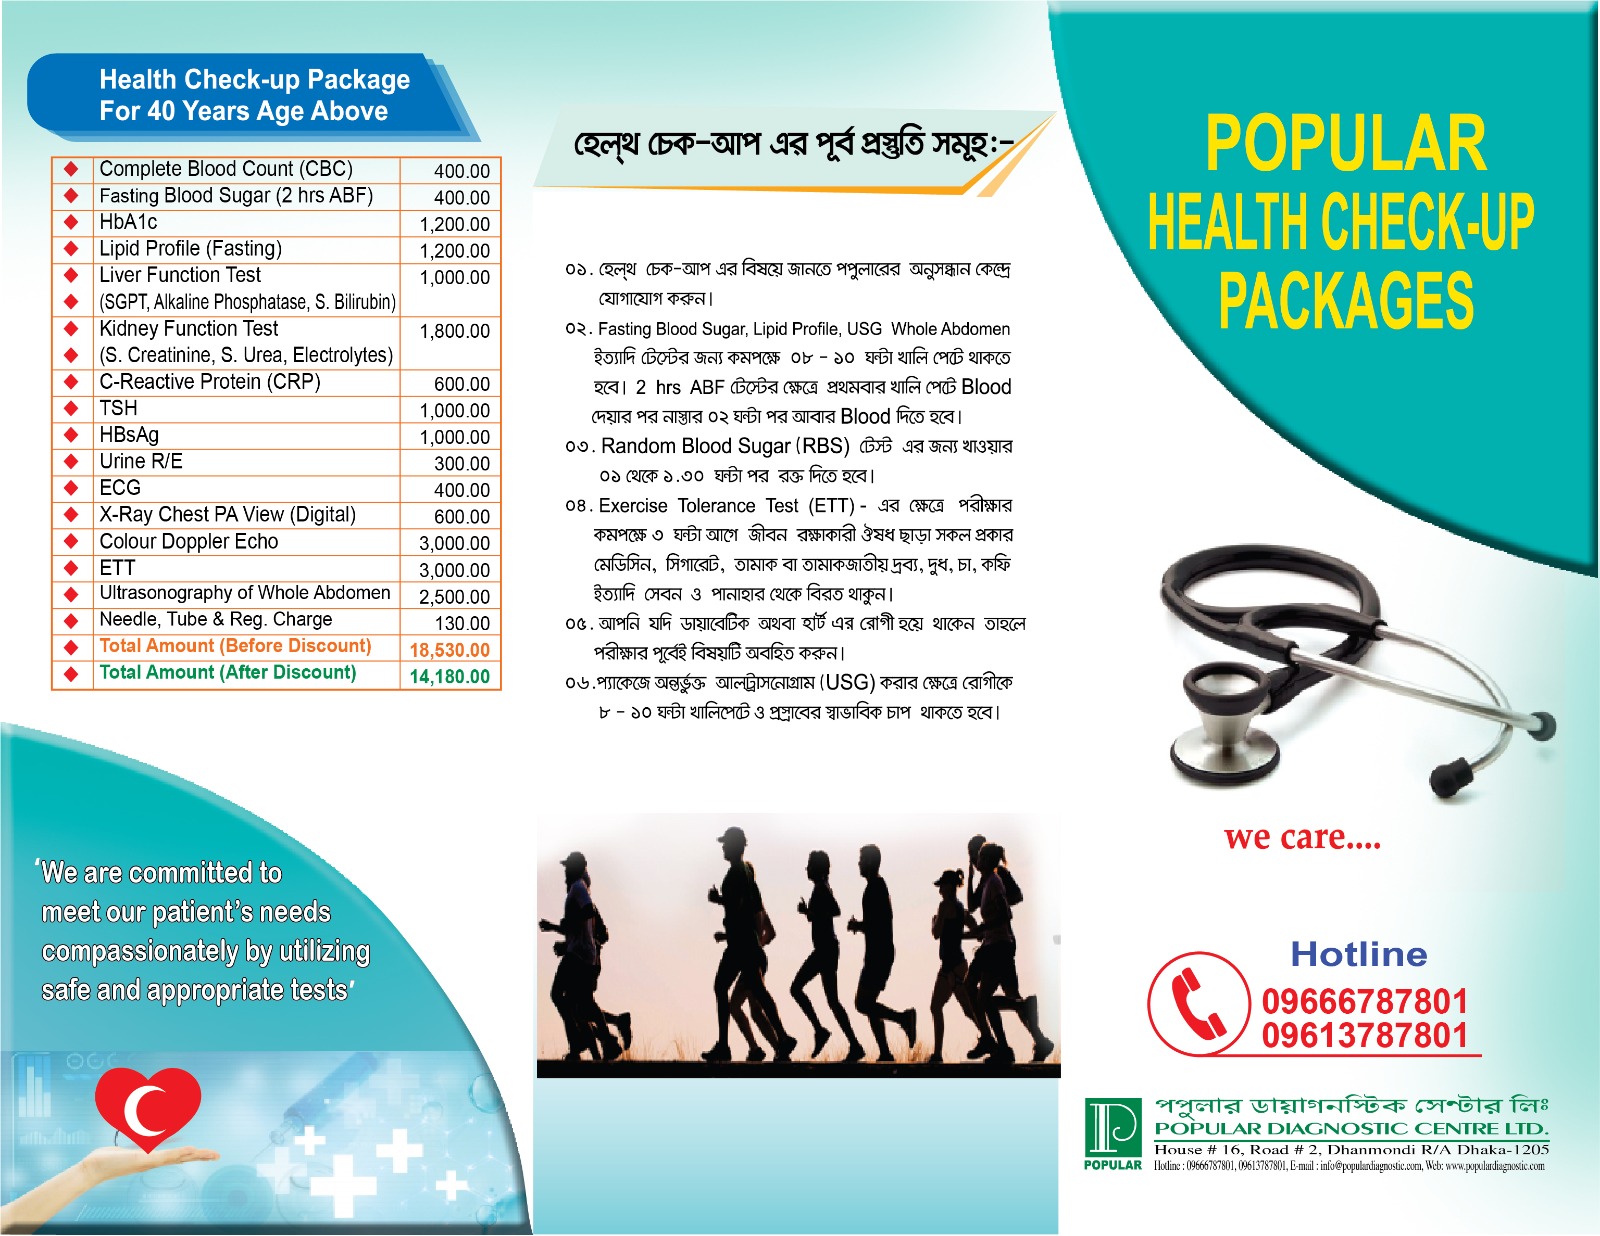 Health Check-up Package
For 40 Years Age Above
Complete Blood Count (CBC) 400.00
Fasting Blood Sugar (2 hrs ABF) 400.00
HbA1c 1,200.00
Lipid Profile (Fasting) 1,200.00
Liver Function Test 1,000.00
(SGPT, Alkaline Phosphatase, S. Bilirubin)
Kidney Function Test 1,800.00
(S. Creatinine, S. Urea, Electrolytes)
C-Reactive Protein (CRP) 600.00
TSH 1,000.00
HBsAg 1,000.00
Urine R/E 300.00
ECG 400.00
X-Ray Chest PA View (Digital) 600.00
Colour Doppler Echo 3,000.00
ETT 3,000.00
Ultrasonography of Whole Abdomen 2,500.00
Needle, Tube & Reg. Charge 130.00
Total Amount (Before Discount) 18,530.00
Total Amount (After Discount) 14,180.00
‘We are committed to
meet our patient’s needs
compassionately by utilizing
safe and appropriate tests’
হেল্থ চেক-আপ এর পূর্ব প্রস্তুতি সমূহ:-
০১. হেল্থ চেক-আপ এর বিষয়ে জানতে পপুলারের অনুসন্ধান কেন্দ্রে
যোগাযোগ করুন।
০২. Fasting Blood Sugar, Lipid Profile, USG Whole Abdomen
ইত্যাদি টেস্টের জন্য কমপক্ষে ০৮ - ১০ ঘন্টা খালি পেটে থাকতে
হবে। 2 hrs ABF টেস্টের ক্ষেত্রে প্রথমবার খালি পেটে Blood
দেয়ার পর নাস্তার ০২ ঘন্টা পর আবার Blood দিতে হবে।
০৩. Random Blood Sugar (RBS) টেস্ট এর জন্য খাওয়ার
০১ থেকে ১.৩০ ঘন্টা পর রক্ত দিতে হবে।
০৪. Exercise Tolerance Test (ETT) - এর ক্ষেত্রে পরীক্ষার
কমপক্ষে ৩ ঘন্টা আগে জীবন রক্ষাকারী ঔষধ ছাড়া সকল প্রকার
মেডিসিন, সিগারেট, তামাক বা তামাকজাতীয় দ্রব্য, দুধ, চা, কফি
ইত্যাদি সেবন ও পানাহার থেকে বিরত থাকুন।
০৫. আপনি যদি ডায়াবেটিক অথবা হার্ট এর রোগী হয়ে থাকেন তাহলে
পরীক্ষার পূর্বেই বিষয়টি অবহিত করুন।
০৬.প্যাকেজে অন্তর্ভুক্ত আলট্রাসনোগ্রাম (USG) করার ক্ষেত্রে রোগীকে
৮ - ১০ ঘন্টা খালিপেটে ও প্রস্রাবের স্বাভাবিক চাপ থাকতে হবে।
POPULAR
HEALTH CHECK-UP
PACKAGES
we care....
Hotline
09666787801
09613787801
পপুলার ডায়াগনস্টিক সেন্টার লিঃ
POPULAR DIAGNOSTIC CENTRE LTD.
House # 16, Road # 2, Dhanmondi R/A Dhaka-1205
POPULAR
Hotline : 09666787801, 09613787801, E-mail : info@populardiagnostic.com, Web: www.populardiagnostic.com